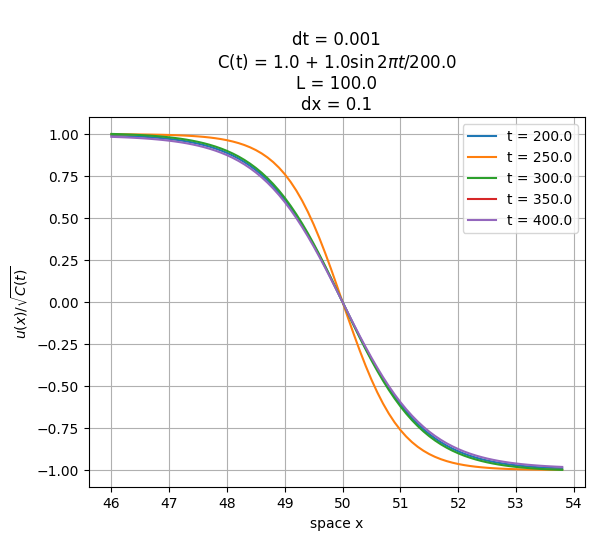 dt = 0.001
C(t) = 1.0 + 1.0sin 2πt/200.0
L = 100.0
dx = 0.1
1.00
0.75
0.50
0.25
0.00
−0.25
−0.50
−0.75
−1.00
u(x)/√C(t)
t = 200.0
t = 250.0
t = 300.0
t = 350.0
t = 400.0
46 47 48 49 50 51 52 53 54
space x